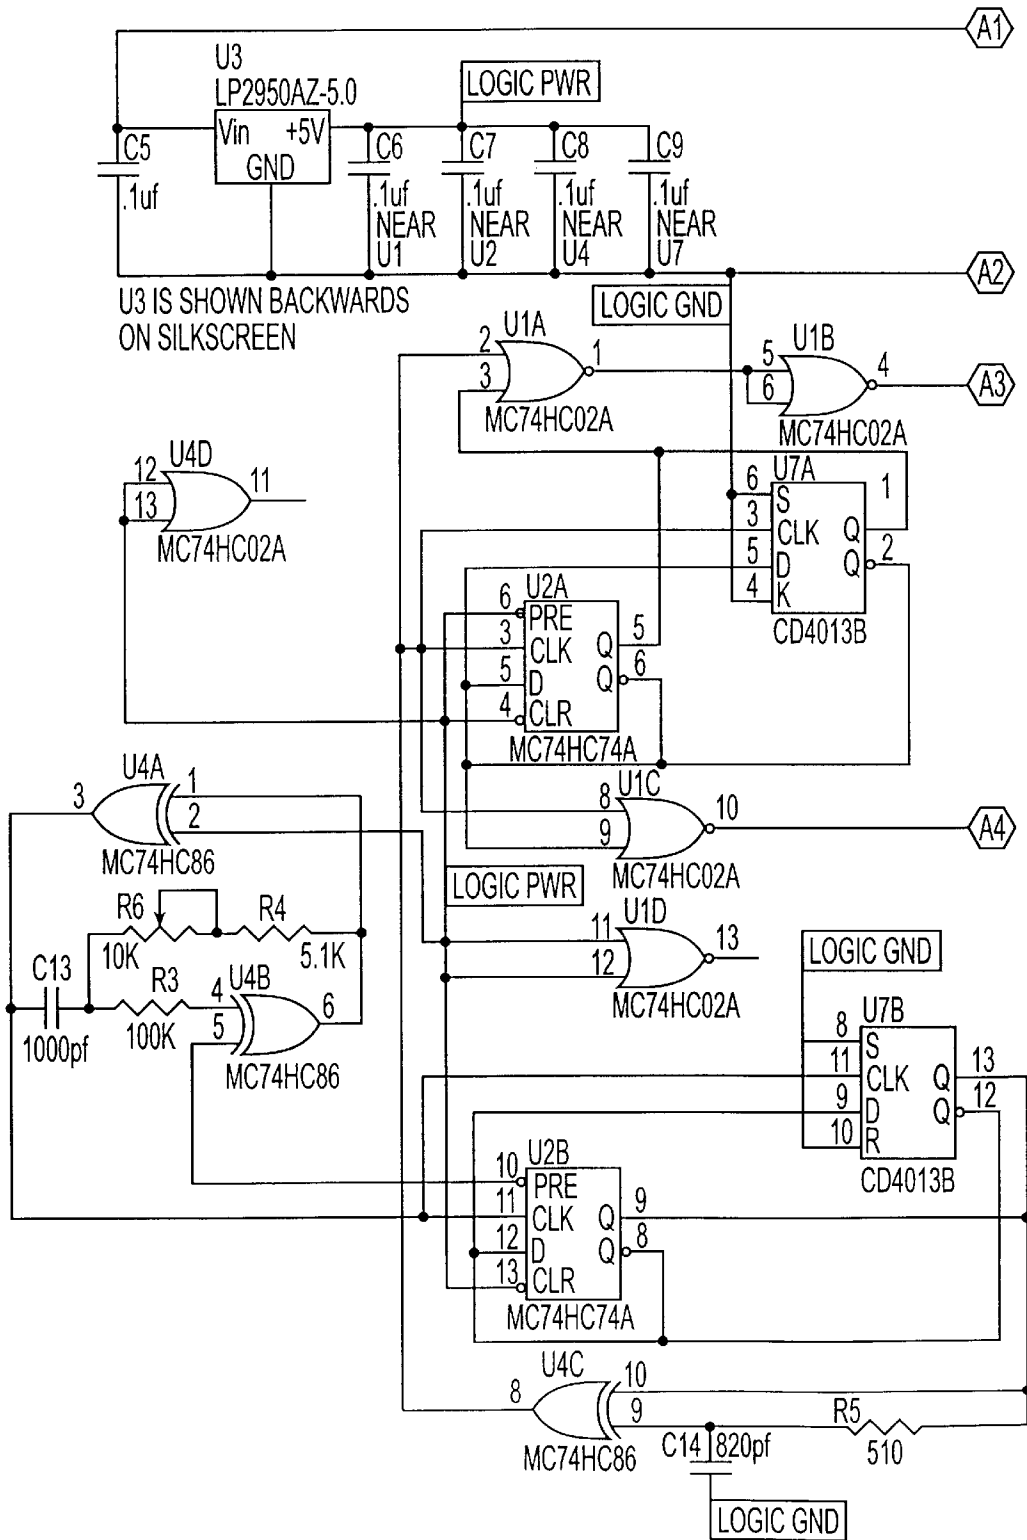 A1
U3
LP2950AZ-5.0
LOGIC PWR
Vin +5V
GND
C5
.1uf
C6
.1uf
NEAR
U1
C7
.1uf
NEAR
U2
C8
.1uf
NEAR
U4
C9
.1uf
NEAR
U7
A2
U3 IS SHOWN BACKWARDS
ON SILKSCREEN
LOGIC GND
U1A
2
3
1
MC74HC02A
U1B
5
6
4
MC74HC02A
A3
U4D
12
13
11
MC74HC02A
U7A
6 S
3 CLK Q 1
5 D Q 2
4 K
CD4013B
U2A
6 PRE
3 CLK Q 5
5 D Q 6
4 CLR
MC74HC74A
U4A
3
1
2
MC74HC86
U1C
8
9
10
MC74HC02A
A4
LOGIC PWR
R6
10K
R4
5.1K
U1D
11
12
13
MC74HC02A
C13
1000pf
R3
100K
U4B
4
5
6
MC74HC86
LOGIC GND
U7B
8 S
11 CLK Q 13
9 D Q 12
10 R
CD4013B
U2B
10 PRE
11 CLK Q 9
12 D Q 8
13 CLR
MC74HC74A
U4C
8
10
9
MC74HC86
C14 820pf
R5
510
LOGIC GND